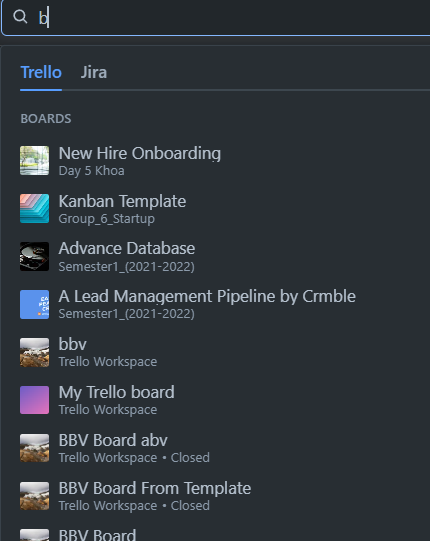 b
Trello Jira
BOARDS
New Hire Onboarding
Day 5 Khoa
Kanban Template
Group_6_Startup
Advance Database
Semester1_(2021-2022)
A Lead Management Pipeline by Crmble
Semester1_(2021-2022)
bbv
Trello Workspace
My Trello board
Trello Workspace
BBV Board abv
Trello Workspace • Closed
BBV Board From Template
Trello Workspace • Closed
BBV Board